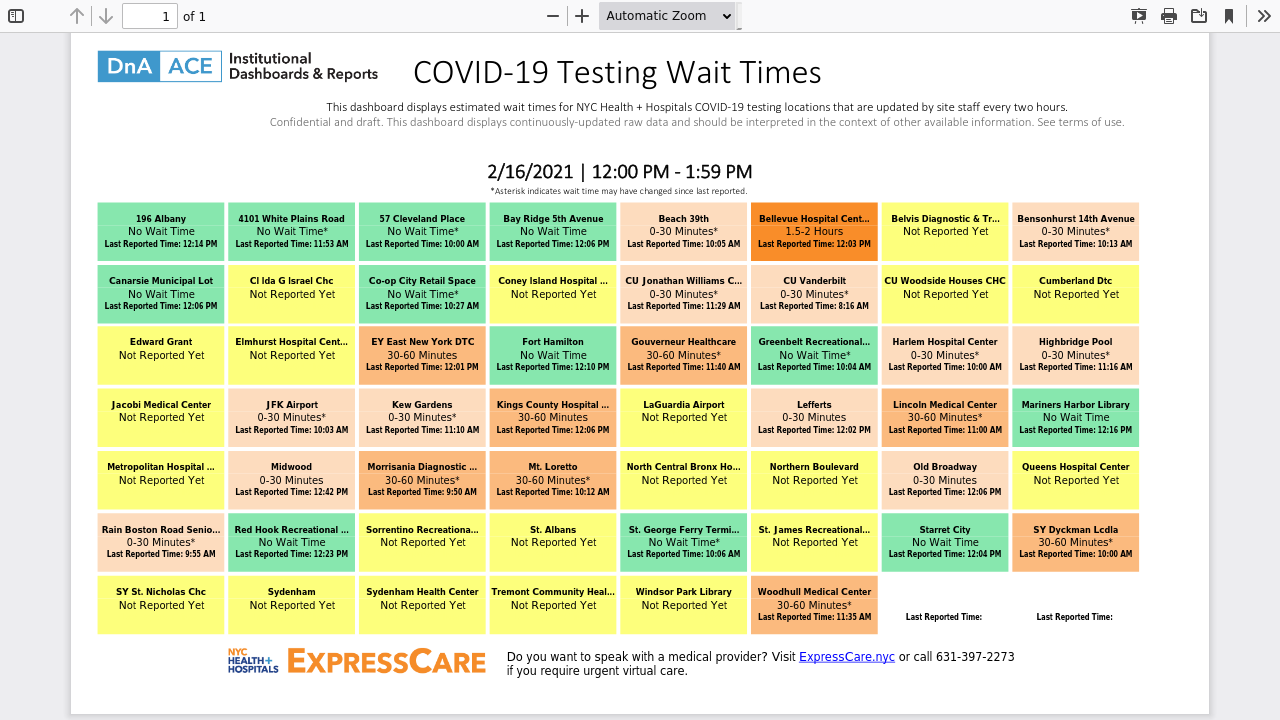 1 of 1 Automatic Zoom
DnA ACE Institutional
Dashboards & Reports
COVID-19 Testing Wait Times
This dashboard displays estimated wait times for NYC Health + Hospitals COVID-19 testing locations that are updated by site staff every two hours.
Confidential and draft. This dashboard displays continuously-updated raw data and should be interpreted in the context of other available information. See terms of use.
2/16/2021 | 12:00 PM - 1:59 PM
*Asterisk indicates wait time may have changed since last reported.
196 Albany
No Wait Time
Last Reported Time: 12:14 PM
4101 White Plains Road
No Wait Time*
Last Reported Time: 11:53 AM
57 Cleveland Place
No Wait Time*
Last Reported Time: 10:00 AM
Bay Ridge 5th Avenue
No Wait Time
Last Reported Time: 12:06 PM
Beach 39th
0-30 Minutes*
Last Reported Time: 10:05 AM
Bellevue Hospital Cent...
1.5-2 Hours
Last Reported Time: 12:03 PM
Belvis Diagnostic & Tr...
Not Reported Yet
Bensonhurst 14th Avenue
0-30 Minutes*
Last Reported Time: 10:13 AM
Canarsie Municipal Lot
No Wait Time
Last Reported Time: 12:06 PM
Cl Ida G Israel Chc
Not Reported Yet
Co-op City Retail Space
No Wait Time*
Last Reported Time: 10:27 AM
Coney Island Hospital ...
Not Reported Yet
CU Jonathan Williams C...
0-30 Minutes*
Last Reported Time: 11:29 AM
CU Vanderbilt
0-30 Minutes*
Last Reported Time: 8:16 AM
CU Woodside Houses CHC
Not Reported Yet
Cumberland Dtc
Not Reported Yet
Edward Grant
Not Reported Yet
Elmhurst Hospital Cent...
Not Reported Yet
EY East New York DTC
30-60 Minutes
Last Reported Time: 12:01 PM
Fort Hamilton
No Wait Time
Last Reported Time: 12:10 PM
Gouverneur Healthcare
30-60 Minutes*
Last Reported Time: 11:40 AM
Greenbelt Recreational...
No Wait Time*
Last Reported Time: 10:04 AM
Harlem Hospital Center
0-30 Minutes*
Last Reported Time: 10:00 AM
Highbridge Pool
0-30 Minutes*
Last Reported Time: 11:16 AM
Jacobi Medical Center
Not Reported Yet
JFK Airport
0-30 Minutes*
Last Reported Time: 10:03 AM
Kew Gardens
0-30 Minutes*
Last Reported Time: 11:10 AM
Kings County Hospital ...
30-60 Minutes
Last Reported Time: 12:06 PM
LaGuardia Airport
Not Reported Yet
Lefferts
0-30 Minutes
Last Reported Time: 12:02 PM
Lincoln Medical Center
30-60 Minutes*
Last Reported Time: 11:00 AM
Mariners Harbor Library
No Wait Time
Last Reported Time: 12:16 PM
Metropolitan Hospital ...
Not Reported Yet
Midwood
0-30 Minutes
Last Reported Time: 12:42 PM
Morrisania Diagnostic ...
30-60 Minutes*
Last Reported Time: 9:50 AM
Mt. Loretto
30-60 Minutes*
Last Reported Time: 10:12 AM
North Central Bronx Ho...
Not Reported Yet
Northern Boulevard
Not Reported Yet
Old Broadway
0-30 Minutes
Last Reported Time: 12:06 PM
Queens Hospital Center
Not Reported Yet
Rain Boston Road Senio...
0-30 Minutes*
Last Reported Time: 9:55 AM
Red Hook Recreational ...
No Wait Time
Last Reported Time: 12:23 PM
Sorrentino Recreationa...
Not Reported Yet
St. Albans
Not Reported Yet
St. George Ferry Termi...
No Wait Time*
Last Reported Time: 10:06 AM
St. James Recreational...
Not Reported Yet
Starret City
No Wait Time
Last Reported Time: 12:04 PM
SY Dyckman Lcdla
30-60 Minutes*
Last Reported Time: 10:00 AM
SY St. Nicholas Chc
Not Reported Yet
Sydenham
Not Reported Yet
Sydenham Health Center
Not Reported Yet
Tremont Community Heal...
Not Reported Yet
Windsor Park Library
Not Reported Yet
Woodhull Medical Center
30-60 Minutes*
Last Reported Time: 11:35 AM
Last Reported Time:
Last Reported Time:
NYC
HEALTH+
HOSPITALS
EXPRESSCARE
Do you want to speak with a medical provider? Visit ExpressCare.nyc or call 631-397-2273
if you require urgent virtual care.